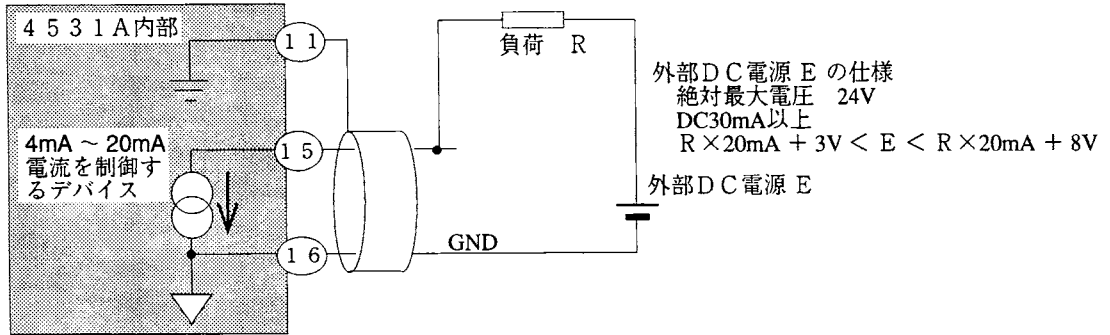 ４５３１Ａ内部
１１
負荷　Ｒ
外部ＤＣ電源 Ｅ の仕様
絶対最大電圧　24V
DC30mA以上
Ｒ×20mA + 3V < Ｅ < Ｒ×20mA + 8V
4mA ～ 20mA
電流を制御す
るデバイス
１５
外部ＤＣ電源 Ｅ
１６
GND